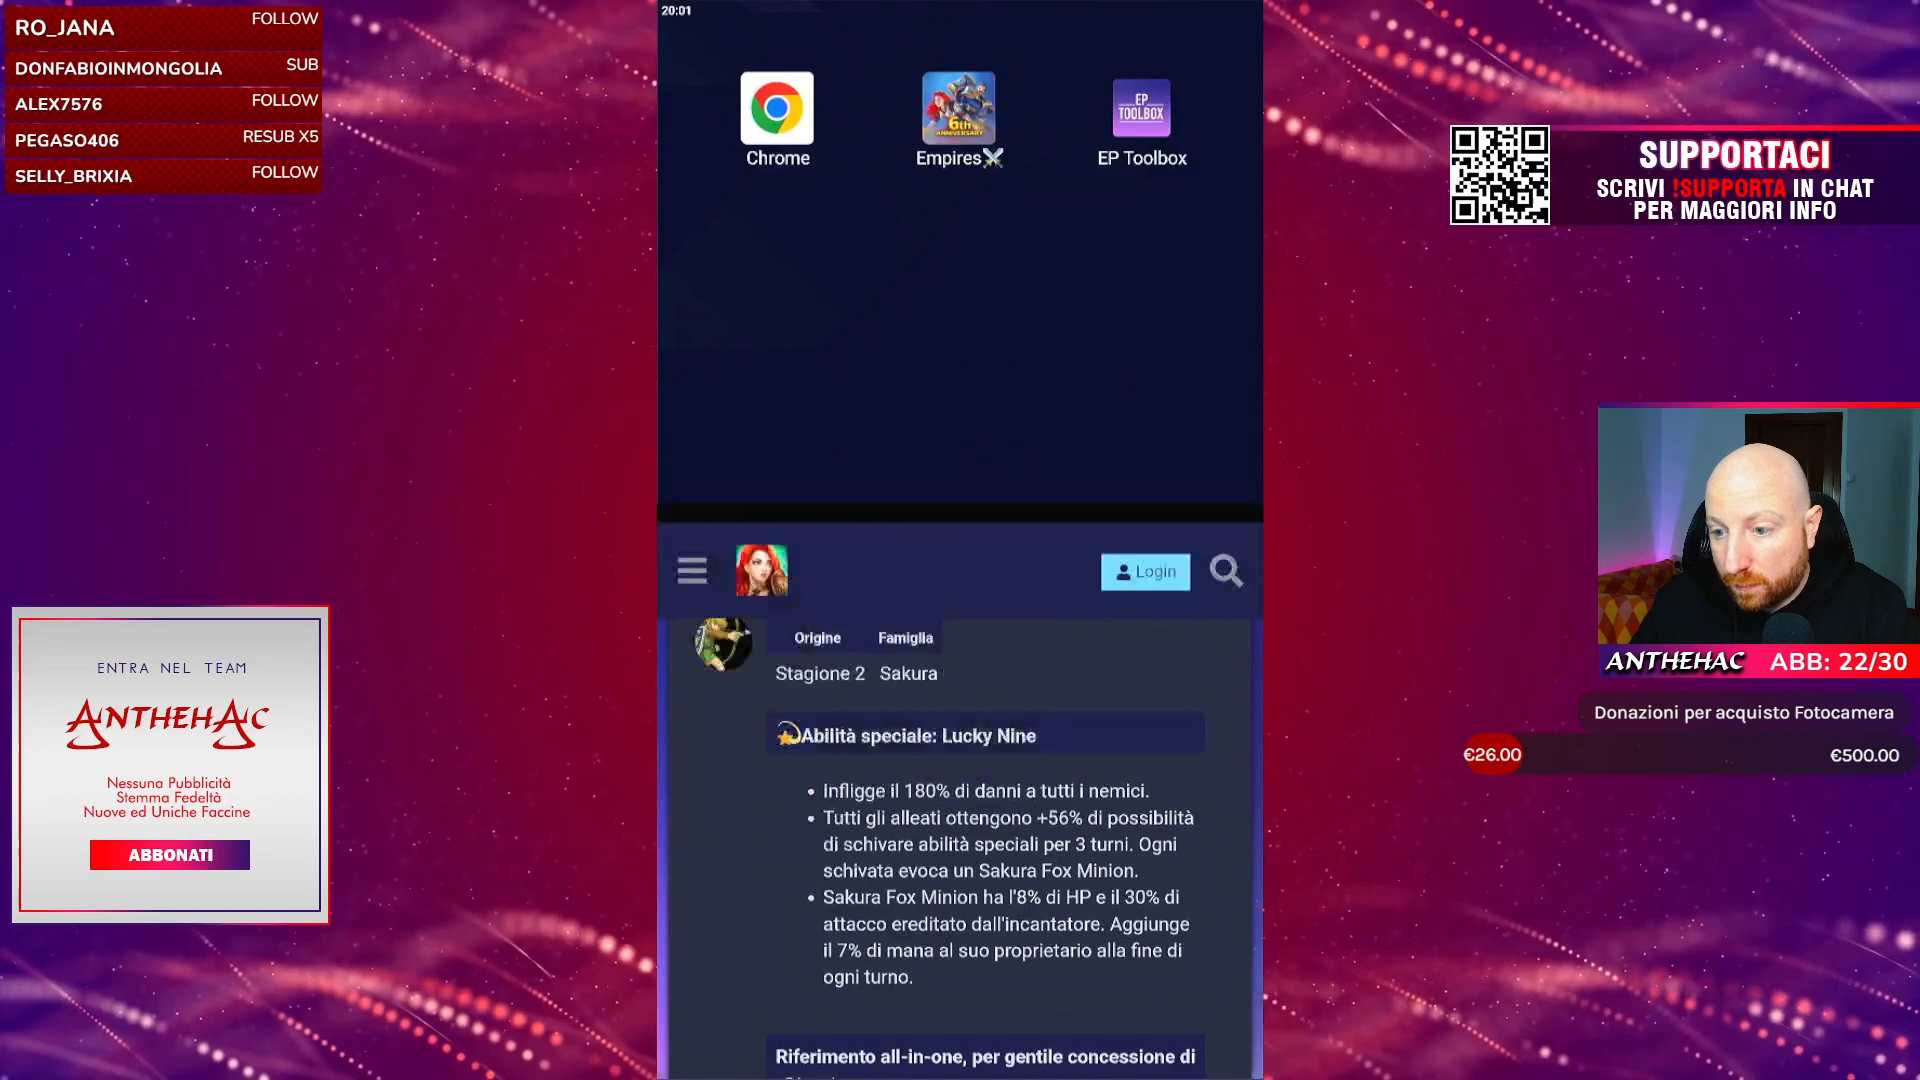 RO_JANA FOLLOW
DONFABIOINMONGOLIA SUB
ALEX7576 FOLLOW
PEGASO406 RESUB X5
SELLY_BRIXIA FOLLOW
ENTRA NEL TEAM
ANTHEHAC
Nessuna Pubblicità
Stemma Fedeltà
Nuove ed Uniche Faccine
ABBONATI
20:01
6th
ANNIVERSARY
EP
TOOLBOX
Chrome
Empires
EP Toolbox
Login
Origine Famiglia
Stagione 2 Sakura
Abilità speciale: Lucky Nine
• Infligge il 180% di danni a tutti i nemici.
• Tutti gli alleati ottengono +56% di possibilità
di schivare abilità speciali per 3 turni. Ogni
schivata evoca un Sakura Fox Minion.
• Sakura Fox Minion ha l'8% di HP e il 30% di
attacco ereditato dall'incantatore. Aggiunge
il 7% di mana al suo proprietario alla fine di
ogni turno.
Riferimento all-in-one, per gentile concessione di
SUPPORTACI
SCRIVI !SUPPORTA IN CHAT
PER MAGGIORI INFO
ANTHEHAC ABB: 22/30
Donazioni per acquisto Fotocamera
€26.00 €500.00